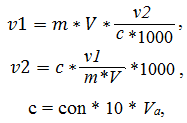 v1 = m * V * v2 / c * 1000 ,
v2 = c * v1 / m * V * 1000 ,
c = con * 10 * Va,